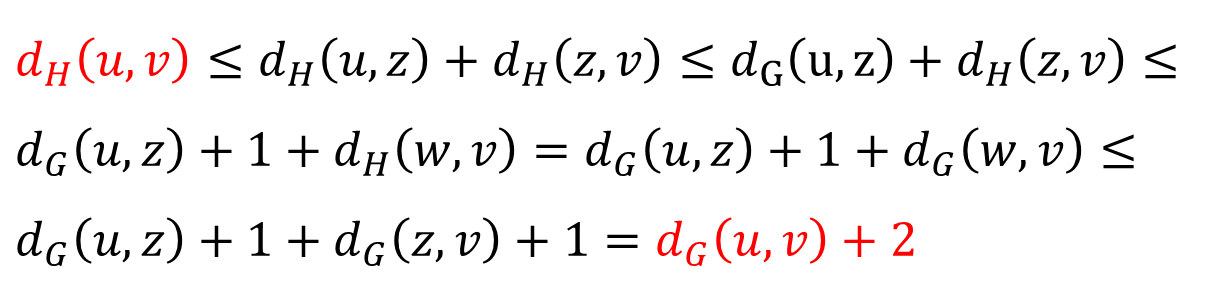 d_H(u, v) ≤ d_H(u, z) + d_H(z, v) ≤ d_G(u, z) + d_H(z, v) ≤
d_G(u, z) + 1 + d_H(w, v) = d_G(u, z) + 1 + d_G(w, v) ≤
d_G(u, z) + 1 + d_G(z, v) + 1 = d_G(u, v) + 2